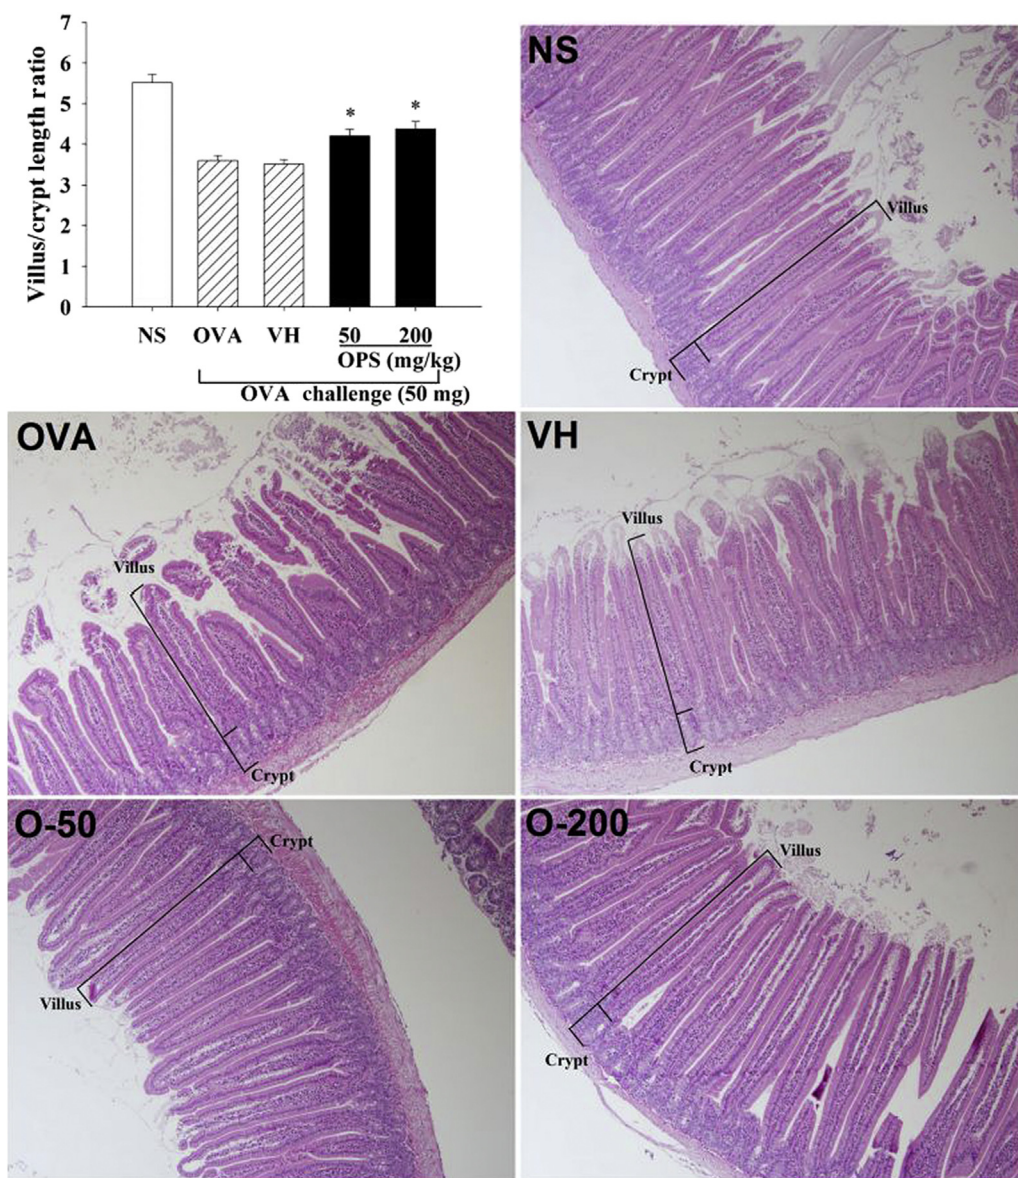 Villus/crypt length ratio
7
6
5
4
3
2
1
0
* *
NS OVA VH 50 200
OPS (mg/kg)
OVA challenge (50 mg)
NS
Villus
Crypt
OVA
Villus
Crypt
VH
Villus
Crypt
O-50
Crypt
Villus
O-200
Villus
Crypt